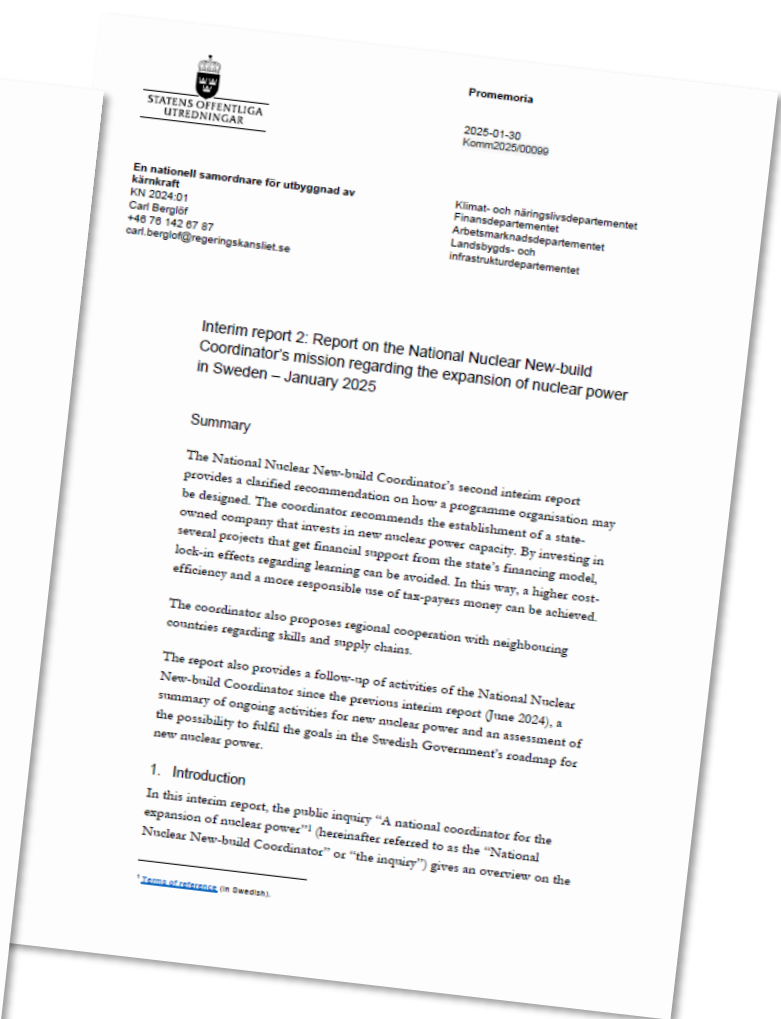 STATENS OFFENTLIGA
UTREDNINGAR
Promemoria
2025-01-30
Komm2025/00099
En nationell samordnare för utbyggnad av
kärnkraft
KN 2024:01
Carl Berglöf
+46 76 142 67 87
carl.berglof@regeringskansliet.se
Klimat- och näringslivsdepartementet
Finansdepartementet
Arbetsmarknadsdepartementet
Landsbygds- och
infrastrukturdepartementet
Interim report 2: Report on the National Nuclear New-build
Coordinator's mission regarding the expansion of nuclear power
in Sweden – January 2025
Summary
The National Nuclear New-build Coordinator's second interim report
provides a clarified recommendation on how a programme organisation may
be designed. The coordinator recommends the establishment of a state-
owned company that invests in new nuclear power capacity. By investing in
several projects that get financial support from the state's financing model,
lock-in effects regarding learning can be avoided. In this way, a higher cost-
efficiency and a more responsible use of tax-payers money can be achieved.
The coordinator also proposes regional cooperation with neighbouring
countries regarding skills and supply chains.
The report also provides a follow-up of activities of the National Nuclear
New-build Coordinator since the previous interim report (June 2024), a
summary of ongoing activities for new nuclear power and an assessment of
the possibility to fulfil the goals in the Swedish Government's roadmap for
new nuclear power.
1. Introduction
In this interim report, the public inquiry "A national coordinator for the
expansion of nuclear power"¹ (hereinafter referred to as the "National
Nuclear New-build Coordinator" or "the inquiry") gives an overview on the
¹ Terms of reference (in Swedish).